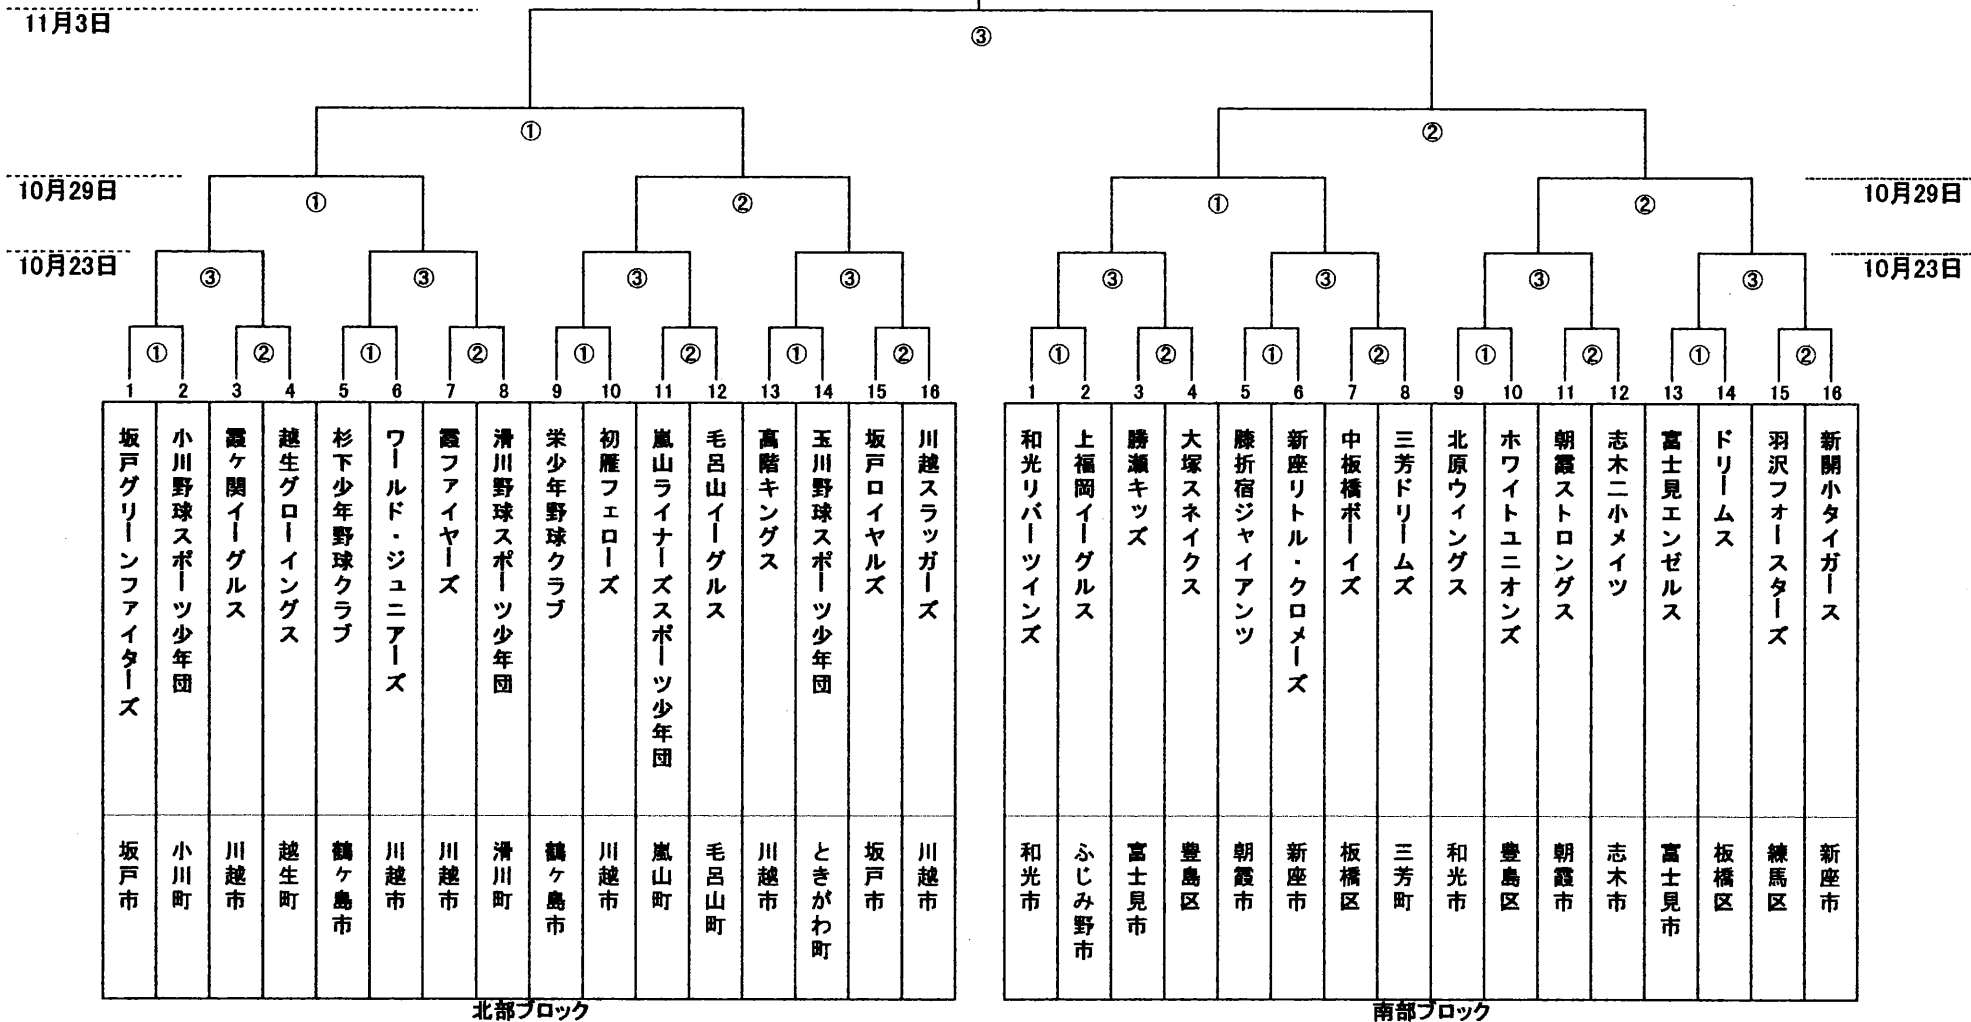 11月3日
③
①
②
10月29日
①
②
①
②
10月29日
10月23日
③
③
③
③
③
③
③
③
10月23日
①
②
①
②
①
②
①
②
①
②
①
②
①
②
①
②
1 2 3 4 5 6 7 8 9 10 11 12 13 14 15 16
1 2 3 4 5 6 7 8 9 10 11 12 13 14 15 16
坂戸グリーンファイターズ
小川野球スポーツ少年団
霞ケ関イーグルス
越生グローイングス
杉下少年野球クラブ
ワールド・ジュニアーズ
霞ファイヤーズ
滑川野球スポーツ少年団
栄少年野球クラブ
初雁フェローズ
嵐山ライナーズスポーツ少年団
毛呂山イーグルス
高階キングス
玉川野球スポーツ少年団
坂戸ロイヤルズ
川越スラッガーズ
坂戸市
小川町
川越市
越生町
鶴ケ島市
川越市
川越市
滑川町
鶴ケ島市
川越市
嵐山町
毛呂山町
川越市
ときがわ町
坂戸市
川越市
北部ブロック
和光リバーツインズ
上福岡イーグルス
勝瀬キッズ
大塚スネイクス
膝折宿ジャイアンツ
新座リトル・クロメーズ
中板橋ボーイズ
三芳ドリームズ
北原ウィングス
ホワイトユニオンズ
朝霞ストロングス
志木二小メイツ
富士見エンゼルス
ドリームス
羽沢フォースターズ
新開小タイガース
和光市
ふじみ野市
富士見市
豊島区
朝霞市
新座市
板橋区
三芳町
和光市
豊島区
朝霞市
志木市
富士見市
板橋区
練馬区
新座市
南部ブロック